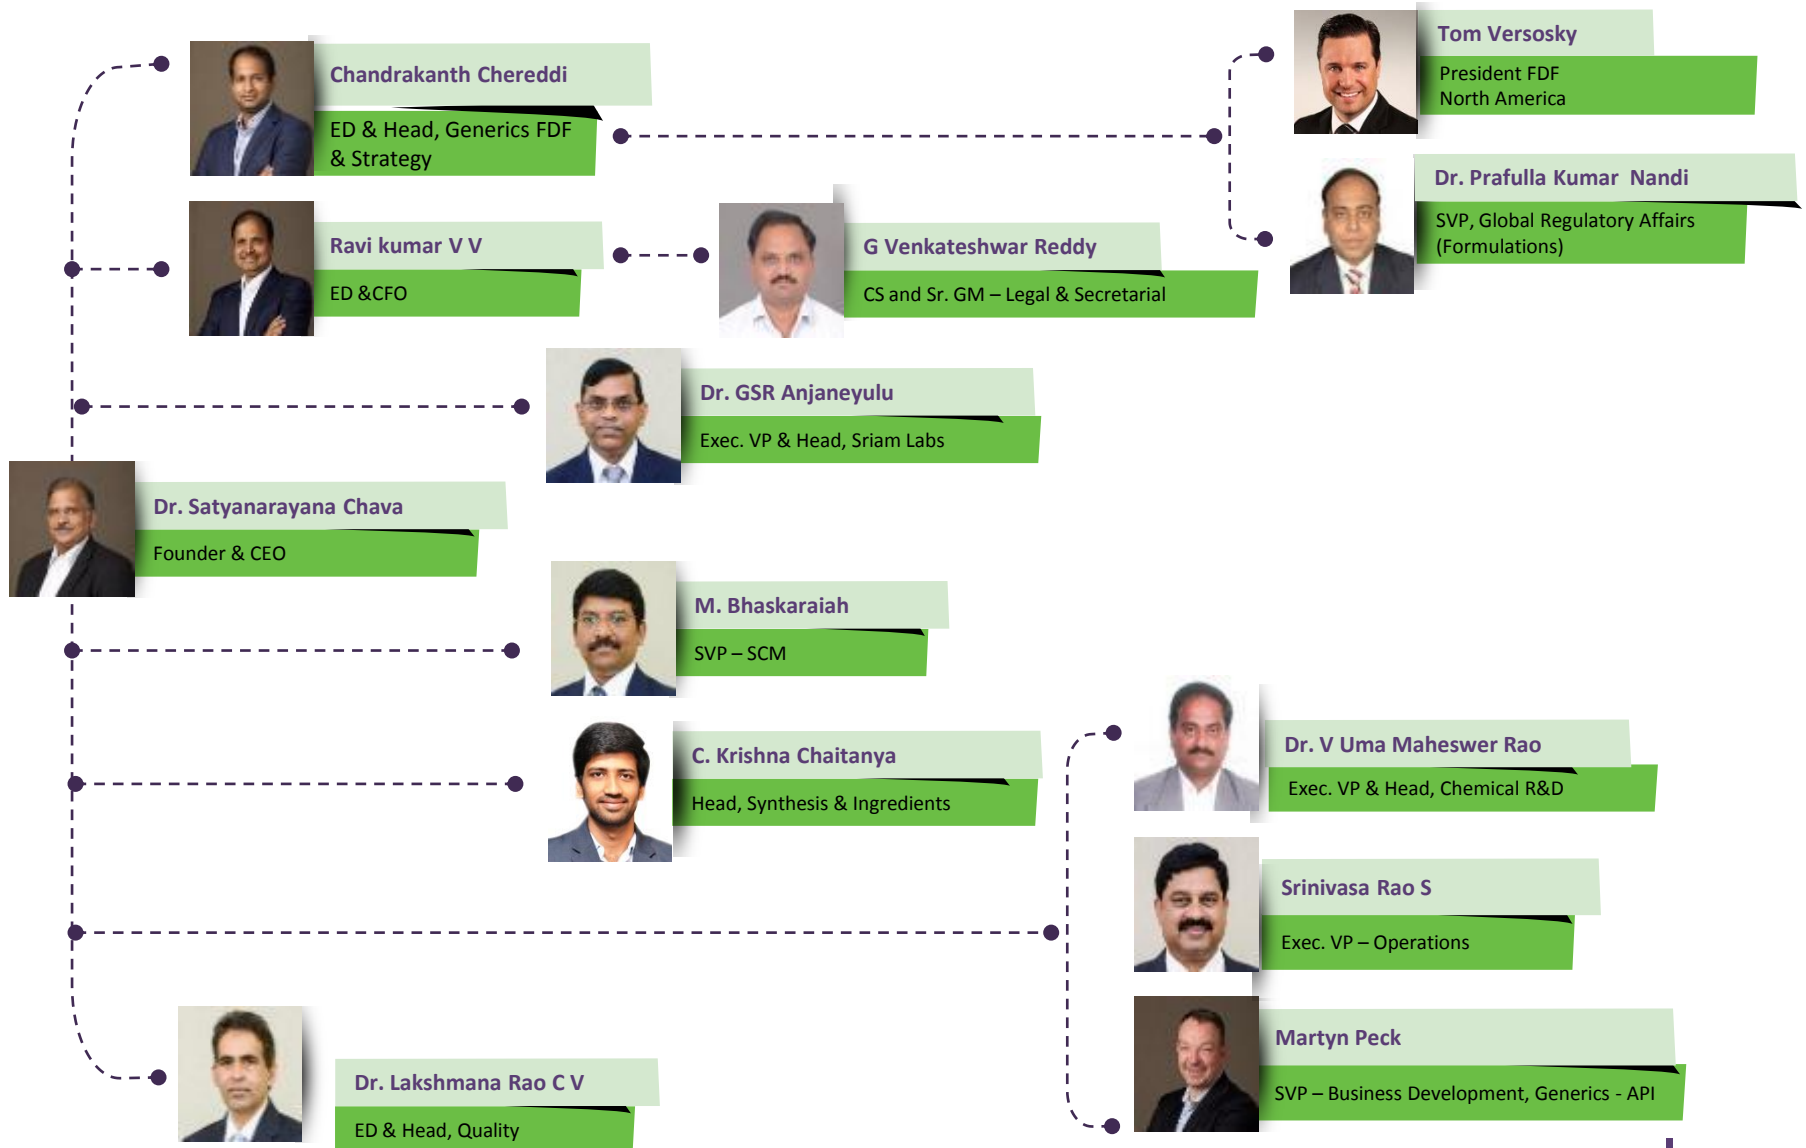 Chandrakanth Chereddi
ED & Head, Generics FDF
& Strategy
Tom Versosky
President FDF
North America
Dr. Prafulla Kumar Nandi
SVP, Global Regulatory Affairs
(Formulations)
Ravi kumar V V
ED &CFO
G Venkateshwar Reddy
CS and Sr. GM – Legal & Secretarial
Dr. GSR Anjaneyulu
Exec. VP & Head, Sriam Labs
Dr. Satyanarayana Chava
Founder & CEO
M. Bhaskaraiah
SVP – SCM
C. Krishna Chaitanya
Head, Synthesis & Ingredients
Dr. V Uma Maheswer Rao
Exec. VP & Head, Chemical R&D
Srinivasa Rao S
Exec. VP – Operations
Martyn Peck
SVP – Business Development, Generics - API
Dr. Lakshmana Rao C V
ED & Head, Quality